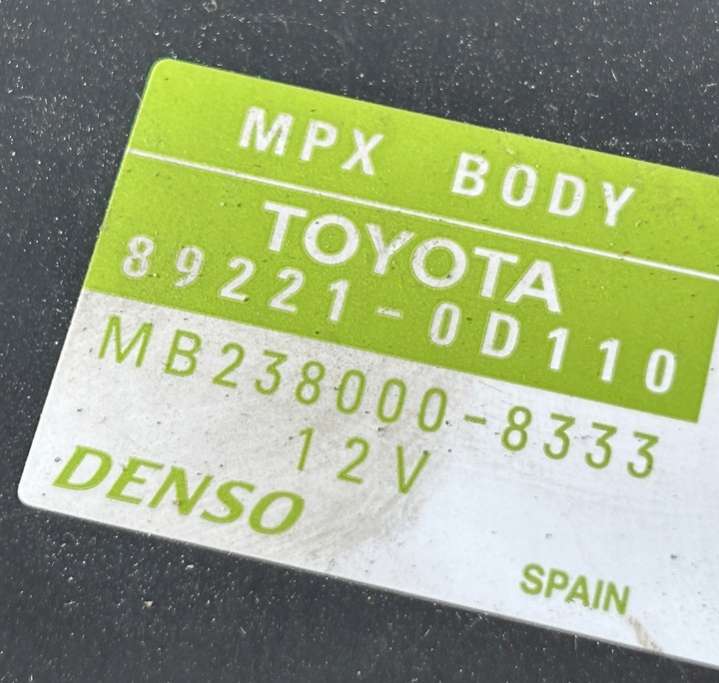 MPX BODY
TOYOTA
89221-0D110
MB238000-8333
12V
DENSO
SPAIN